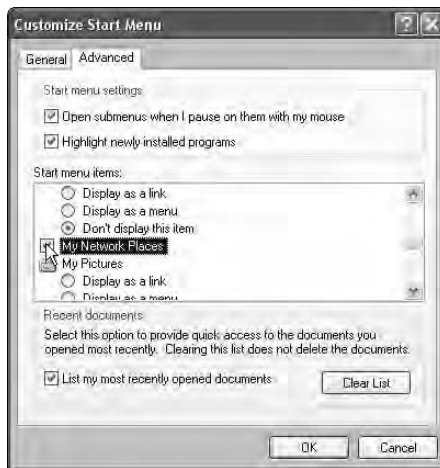 Customize Start Menu
General Advanced
Start menu settings
Open submenus when I pause on them with my mouse
Highlight newly installed programs
Start menu items:
Display as a link
Display as a menu
Don't display this item
My Network Places
My Pictures
Display as a link
Display as a menu
Recent documents
Select this option to provide quick access to the documents you
opened most recently. Clearing this list does not delete the documents.
List my most recently opened documents Clear List
OK Cancel